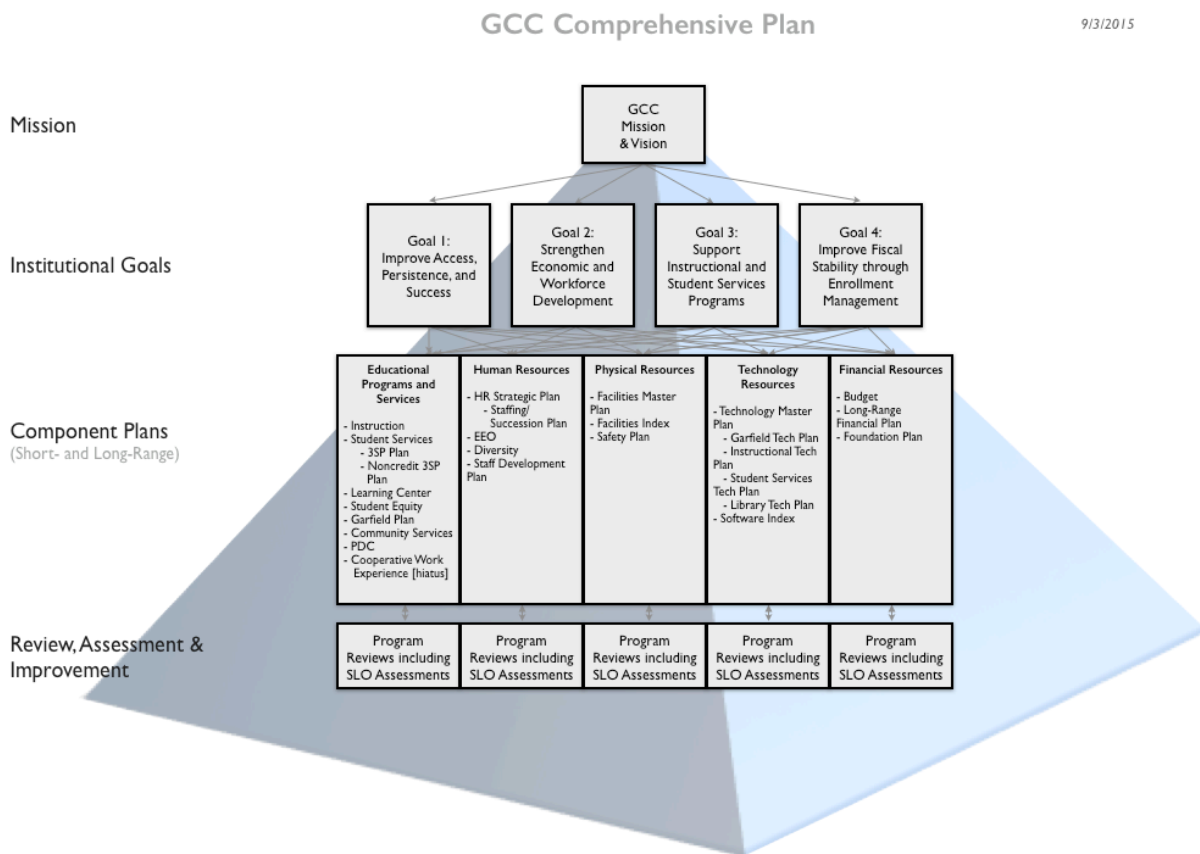 GCC Comprehensive Plan
9/3/2015
Mission
GCC
Mission
& Vision
Institutional Goals
Goal 1:
Improve Access,
Persistence, and
Success
Goal 2:
Strengthen
Economic and
Workforce
Development
Goal 3:
Support
Instructional and
Student Services
Programs
Goal 4:
Improve Fiscal
Stability through
Enrollment
Management
Component Plans
(Short- and Long-Range)
Educational
Programs and
Services
- Instruction
- Student Services
- 3SP Plan
- Noncredit 3SP
Plan
- Learning Center
- Student Equity
- Garfield Plan
- Community Services
- PDC
- Cooperative Work
Experience [hiatus]
Human Resources
- HR Strategic Plan
- Staffing/
Succession Plan
- EEO
- Diversity
- Staff Development
Plan
Physical Resources
- Facilities Master
Plan
- Facilities Index
- Safety Plan
Technology
Resources
- Technology Master
Plan
- Garfield Tech Plan
- Instructional Tech
Plan
- Student Services
Tech Plan
- Library Tech Plan
- Software Index
Financial Resources
- Budget
- Long-Range
Financial Plan
- Foundation Plan
Review, Assessment &
Improvement
Program
Reviews including
SLO Assessments
Program
Reviews including
SLO Assessments
Program
Reviews including
SLO Assessments
Program
Reviews including
SLO Assessments
Program
Reviews including
SLO Assessments